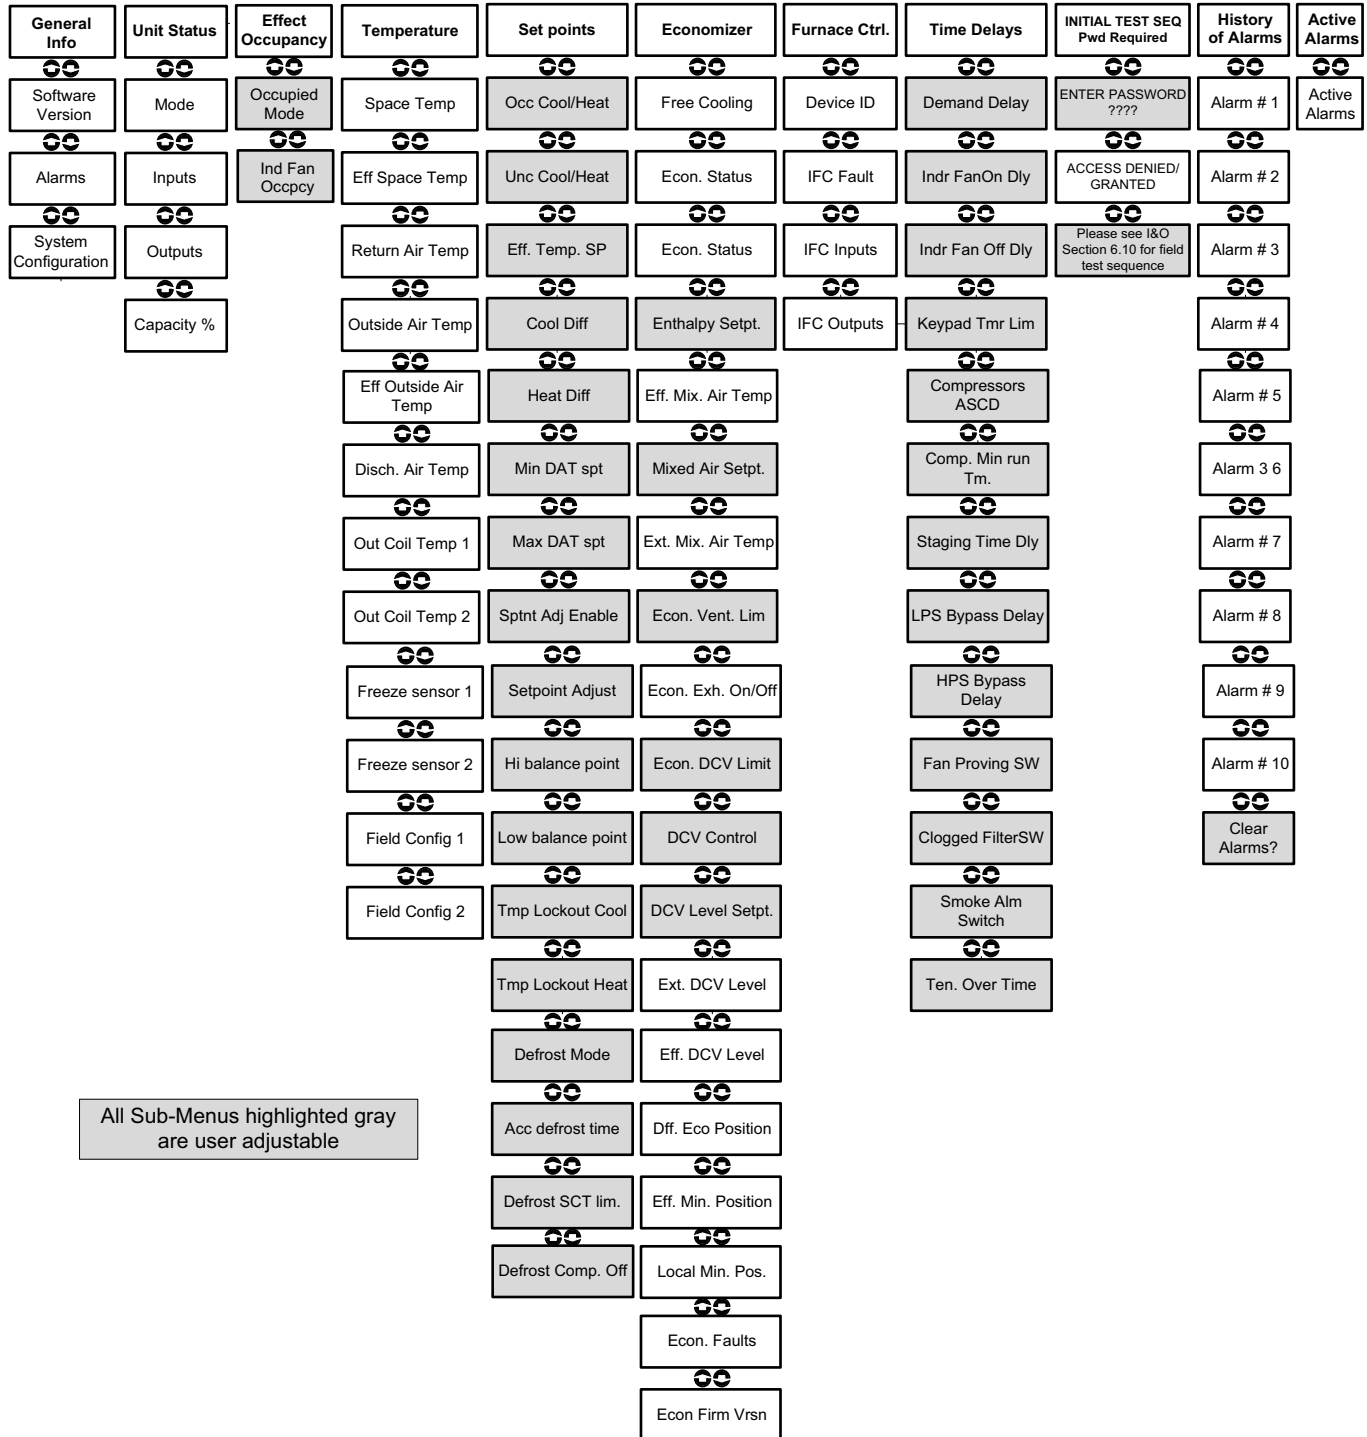 General
Info
Software
Version
Alarms
System
Configuration
Unit Status
Mode
Inputs
Outputs
Capacity %
Effect
Occupancy
Occupied
Mode
Ind Fan
Occpcy
Temperature
Space Temp
Eff Space Temp
Return Air Temp
Outside Air Temp
Eff Outside Air
Temp
Disch. Air Temp
Out Coil Temp 1
Out Coil Temp 2
Freeze sensor 1
Freeze sensor 2
Field Config 1
Field Config 2
Set points
Occ Cool/Heat
Unc Cool/Heat
Eff. Temp. SP
Cool Diff
Heat Diff
Min DAT spt
Max DAT spt
Sptnt Adj Enable
Setpoint Adjust
Hi balance point
Low balance point
Tmp Lockout Cool
Tmp Lockout Heat
Defrost Mode
Acc defrost time
Defrost SCT lim.
Defrost Comp. Off
Economizer
Free Cooling
Econ. Status
Econ. Status
Enthalpy Setpt.
Eff. Mix. Air Temp
Mixed Air Setpt.
Ext. Mix. Air Temp
Econ. Vent. Lim
Econ. Exh. On/Off
Econ. DCV Limit
DCV Control
DCV Level Setpt.
Ext. DCV Level
Eff. DCV Level
Dff. Eco Position
Eff. Min. Position
Local Min. Pos.
Econ. Faults
Econ Firm Vrsn
Furnace Ctrl.
Device ID
IFC Fault
IFC Inputs
IFC Outputs
Time Delays
Demand Delay
Indr FanOn Dly
Indr Fan Off Dly
Keypad Tmr Lim
Compressors
ASCD
Comp. Min run
Tm.
Staging Time Dly
LPS Bypass Delay
HPS Bypass
Delay
Fan Proving SW
Clogged FilterSW
Smoke Alm
Switch
Ten. Over Time
INITIAL TEST SEQ
Pwd Required
ENTER PASSWORD
????
ACCESS DENIED/
GRANTED
Please see I&O
Section 6.10 for field
test sequence
History
of Alarms
Alarm # 1
Alarm # 2
Alarm # 3
Alarm # 4
Alarm # 5
Alarm 3 6
Alarm # 7
Alarm # 8
Alarm # 9
Alarm # 10
Clear
Alarms?
Active
Alarms
Active
Alarms
All Sub-Menus highlighted gray
are user adjustable